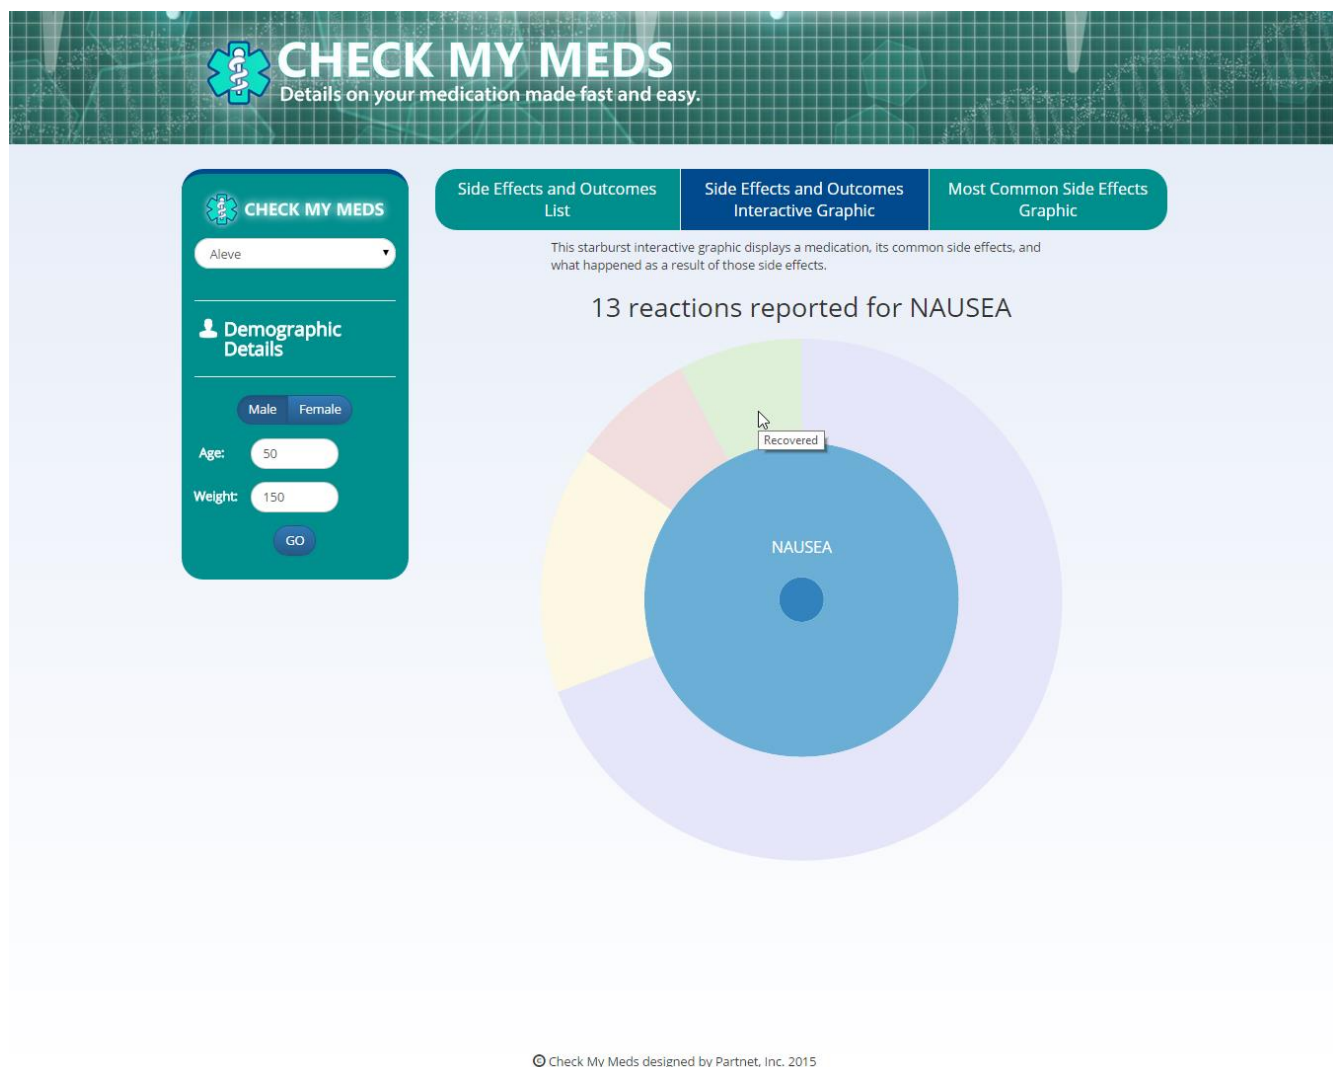 CHECK MY MEDS
Details on your medication made fast and easy.
CHECK MY MEDS
Aleve
Demographic
Details
Male Female
Age: 50
Weight: 150
GO
Side Effects and Outcomes
List
Side Effects and Outcomes
Interactive Graphic
Most Common Side Effects
Graphic
This starburst interactive graphic displays a medication, its common side effects, and
what happened as a result of those side effects.
13 reactions reported for NAUSEA
Recovered
NAUSEA
© Check My Meds designed by Partnet, Inc. 2015